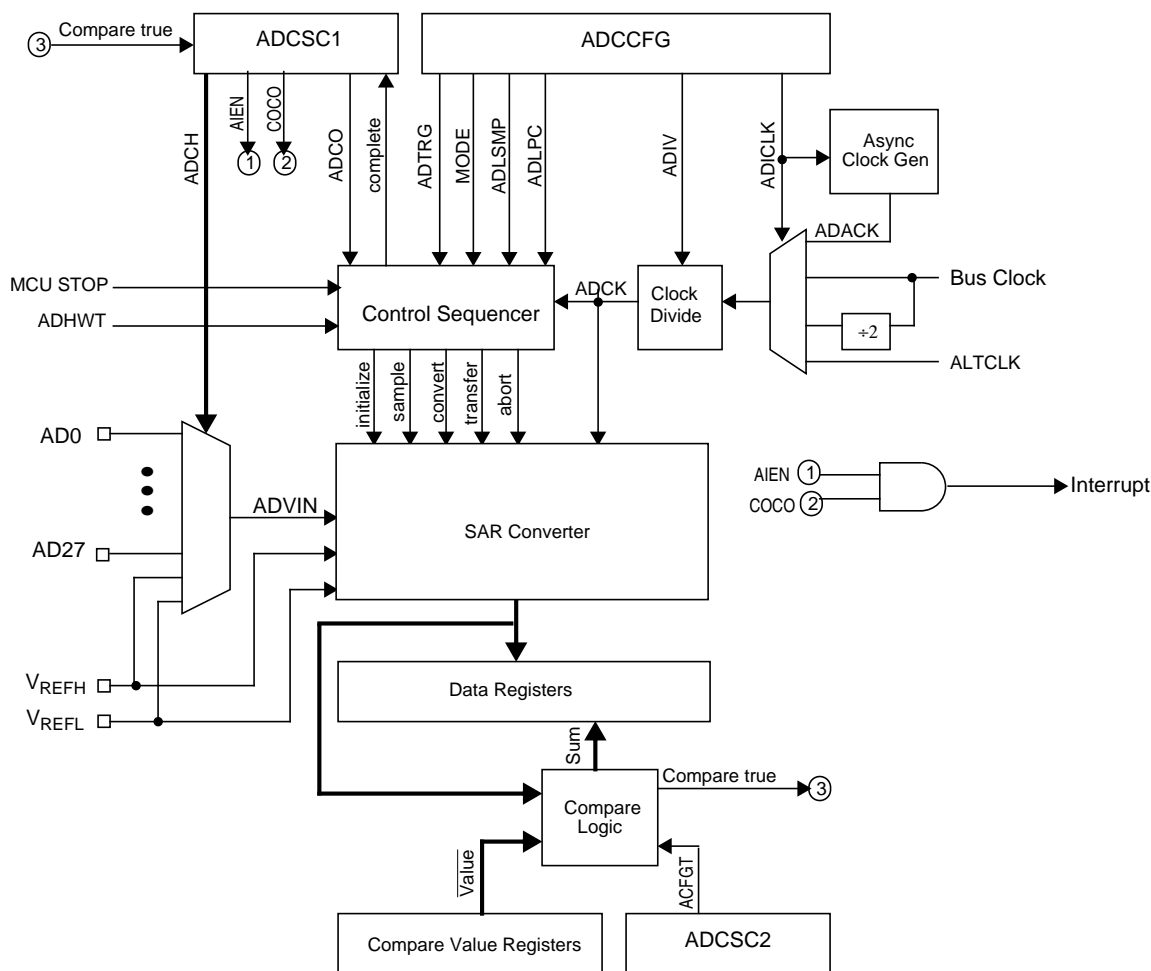 3
Compare true
ADCSC1
ADCCFG
ADCH
AIEN
COCO
1
2
ADCO
complete
ADTRG
MODE
ADLSMP
ADLPC
ADIV
ADICLK
Async
Clock Gen
ADACK
MCU STOP
ADHWT
Control Sequencer
ADCK
Clock
Divide
Bus Clock
÷2
ALTCLK
initialize
sample
convert
transfer
abort
AD0
AD27
ADVIN
SAR Converter
AIEN 1
COCO 2
Interrupt
VREFH
VREFL
Data Registers
Sum
Compare true
3
Compare
Logic
Value
ACFGT
Compare Value Registers
ADCSC2